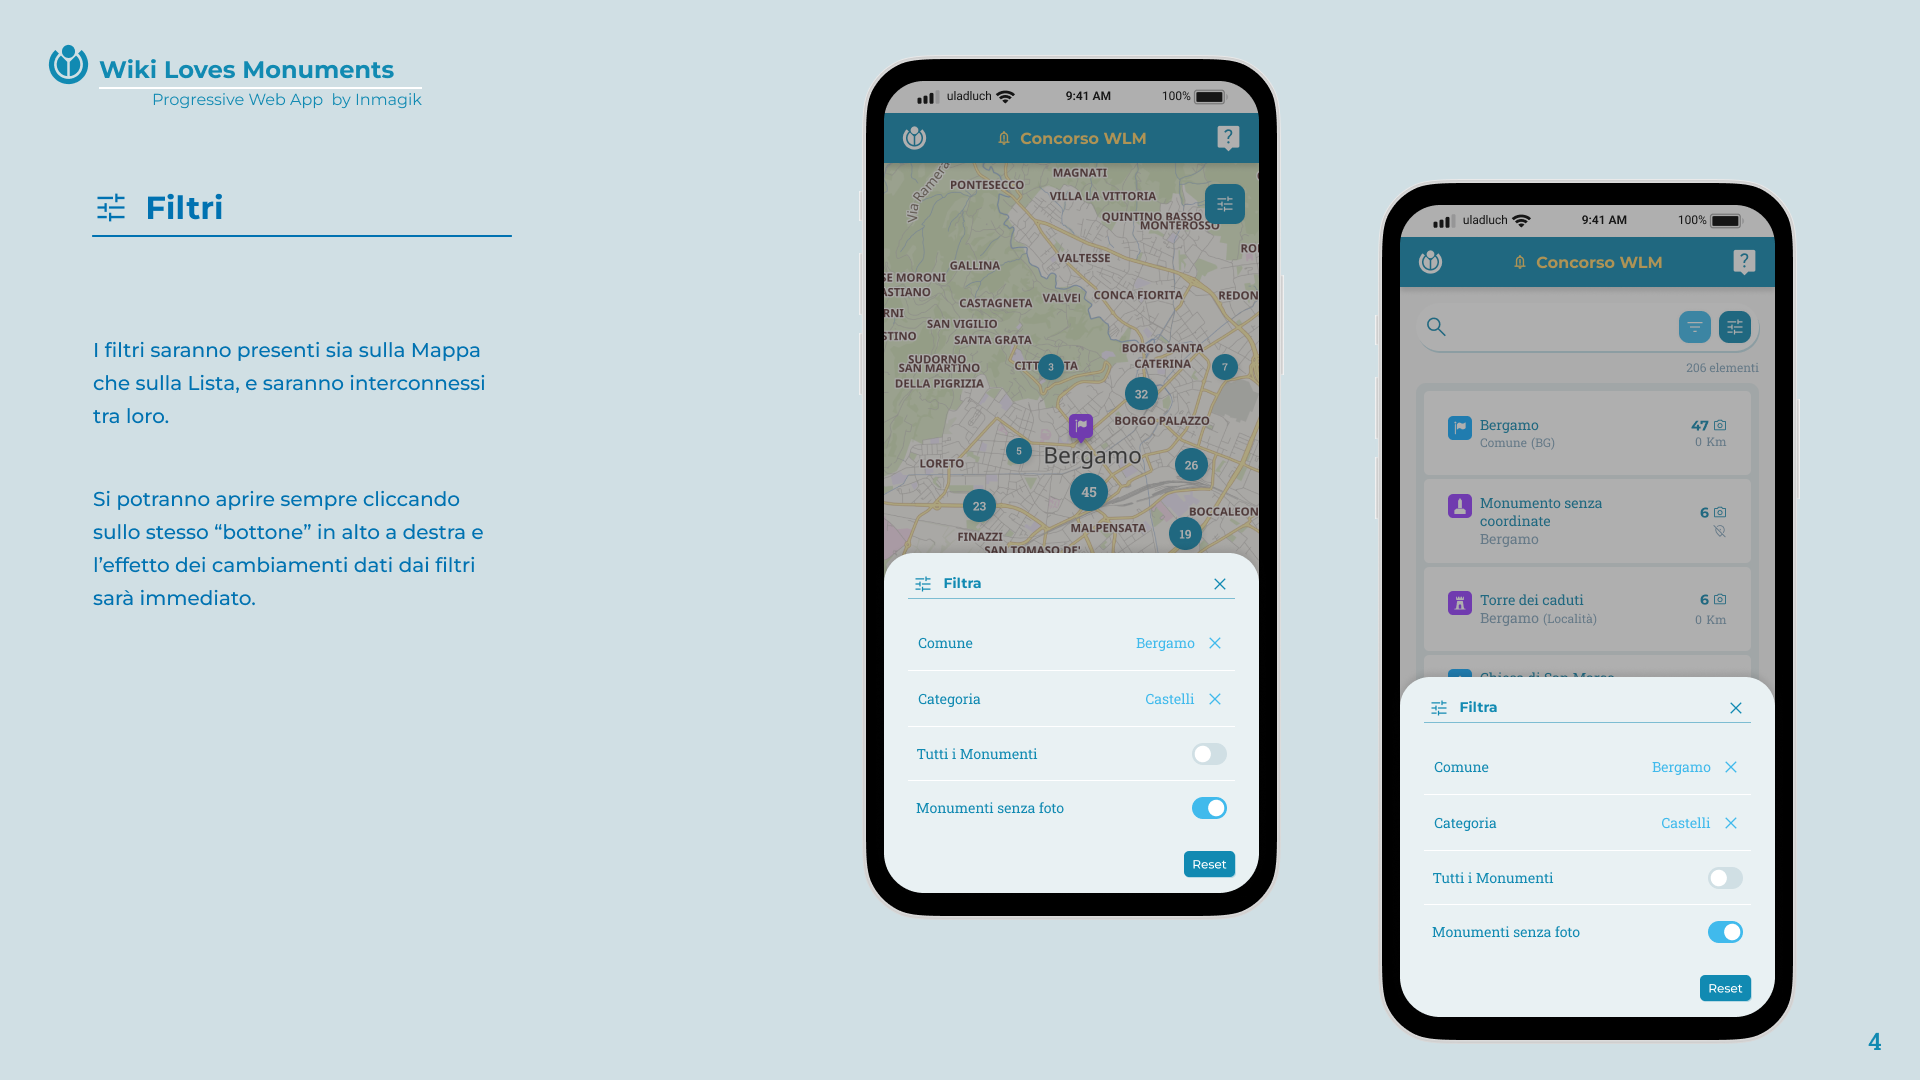 Wiki Loves Monuments
Progressive Web App by Inmagik
Filtri
I filtri saranno presenti sia sulla Mappa
che sulla Lista, e saranno interconnessi
tra loro.
Si potranno aprire sempre cliccando
sullo stesso “bottone” in alto a destra e
l’effetto dei cambiamenti dati dai filtri
sarà immediato.
uladluch 9:41 AM 100%
Concorso WLM
?
Via Ramera
MAGNATI
PONTESECCO
VILLA LA VITTORIA
QUINTINO BASSO
MONTEROSSO
VALTESSE
GALLINA
SE MORONI
ASTIANO
CASTAGNETA
VALVERDE
CONCA FIORITA
REDON
SAN VIGILIO
STINO
SANTA GRATA
BORGO SANTA
CATERINA
SUDORNO
SAN MARTINO
DELLA PIGRIZIA
3
7
32
BORGO PALAZZO
5
Bergamo
LORETO
26
45
23
BOCCALEON
MALPENSATA
19
FINAZZI
SAN TOMASO DE'
Filtra
Comune Bergamo
Categoria Castelli
Tutti i Monumenti
Monumenti senza foto
Reset
uladluch 9:41 AM 100%
Concorso WLM
?
206 elementi
Bergamo 47
Comune (BG) 0 Km
Monumento senza
coordinate 6
Bergamo
Torre dei caduti 6
Bergamo (Località) 0 Km
Chiesa di San Marco
Filtra
Comune Bergamo
Categoria Castelli
Tutti i Monumenti
Monumenti senza foto
Reset
4